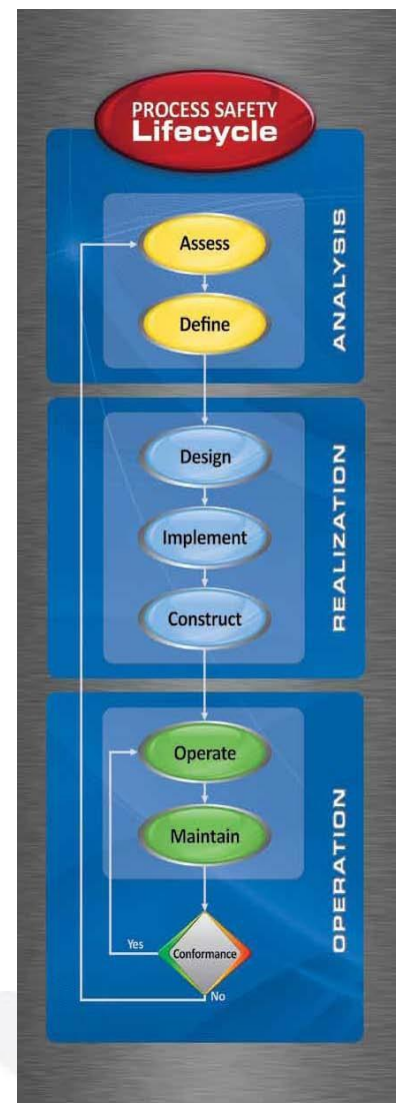 PROCESS SAFETY
Lifecycle
ANALYSIS
Assess
Define
REALIZATION
Design
Implement
Construct
OPERATION
Operate
Maintain
Conformance
Yes
No